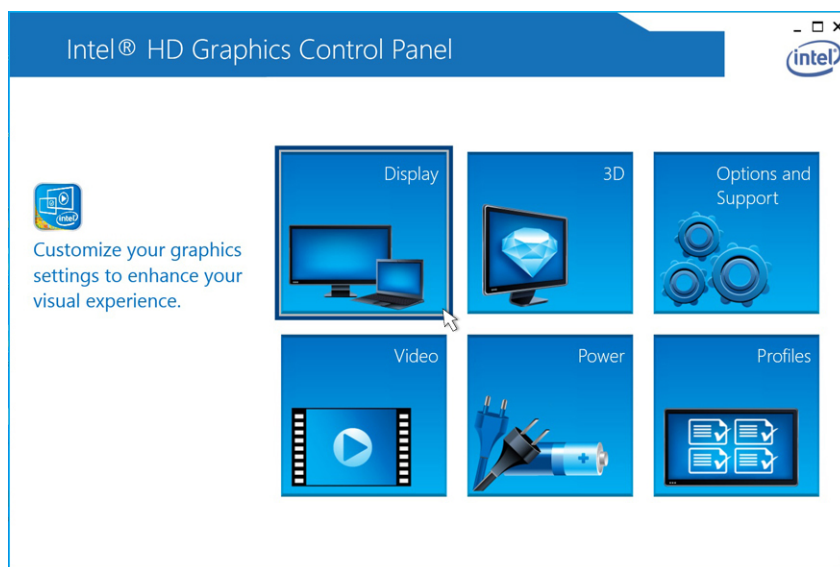 Intel® HD Graphics Control Panel
intel
Display
3D
Options and
Support
intel
Customize your graphics
settings to enhance your
visual experience.
Video
Power
Profiles